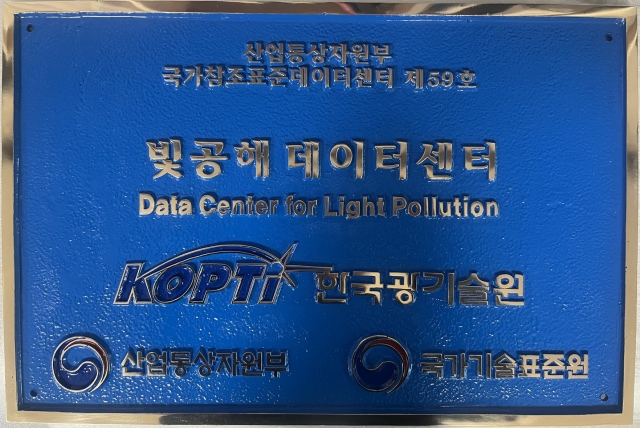 산업통상자원부
국가참조표준데이터센터 제59호
빛공해 데이터센터
Data Center for Light Pollution
KOPTi 한국광기술원
산업통상자원부 국가기술표준원